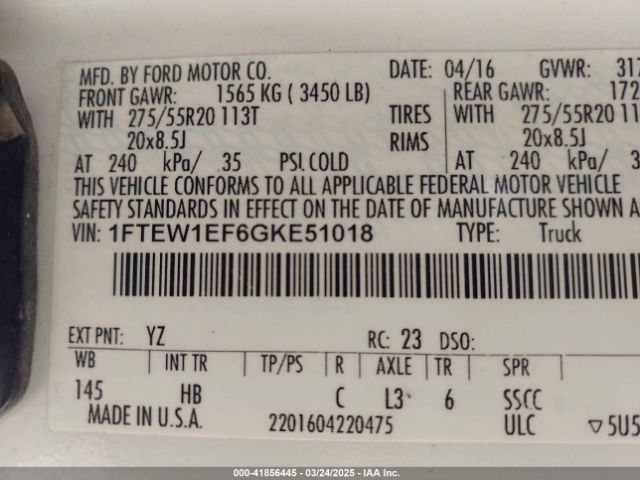 MFD. BY FORD MOTOR CO. DATE: 04/16 GVWR: 317
FRONT GAWR: 1565 KG ( 3450 LB) REAR GAWR: 172
WITH 275/55R20 113T TIRES WITH 275/55R20 11
20x8.5J RIMS 20x8.5J
AT 240 kPa/ 35 PSI COLD AT 240 kPa/ 3
THIS VEHICLE CONFORMS TO ALL APPLICABLE FEDERAL MOTOR VEHICLE
SAFETY STANDARDS IN EFFECT ON THE DATE OF MANUFACTURE SHOWN A
VIN: 1FTEW1EF6GKE51018 TYPE: Truck
EXT PNT: YZ RC: 23 DSO:
WB INT TR TP/PS R AXLE TR SPR
145 HB C L3 6 SSCC
MADE IN U.S.A. 2201604220475 ULC ▽5U5
000-41856445 - 03/24/2025 - IAA Inc.